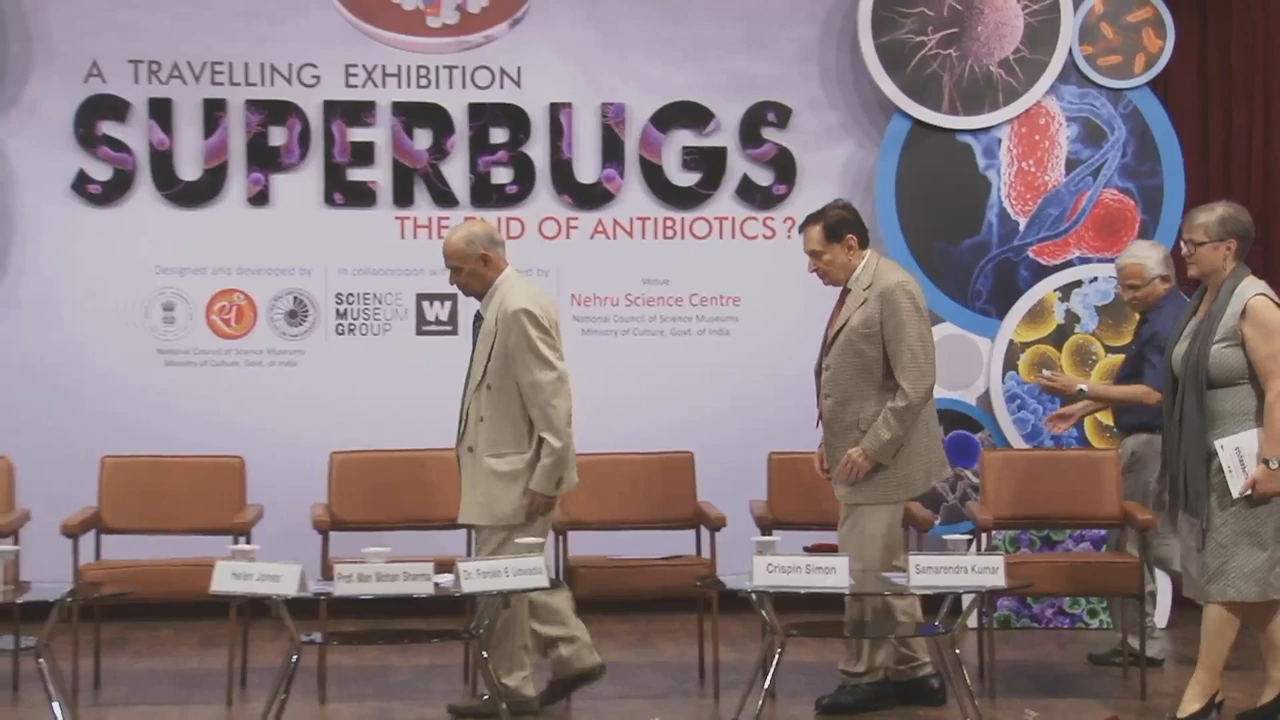 A TRAVELLING EXHIBITION
SUPERBUGS
THE END OF ANTIBIOTICS?
Designed and developed by
In collaboration
by
Venue
SCIENCE
MUSEUM
GROUP
W
Nehru Science Centre
National Council of Science Museums
Ministry of Culture, Govt. of India
National Council of Science Museums
Ministry of Culture, Govt. of India
Helen Jones
Prof. Man Mohan Sharma
Dr. Farokh E Udwadia
Crispin Simon
Samarendra Kumar